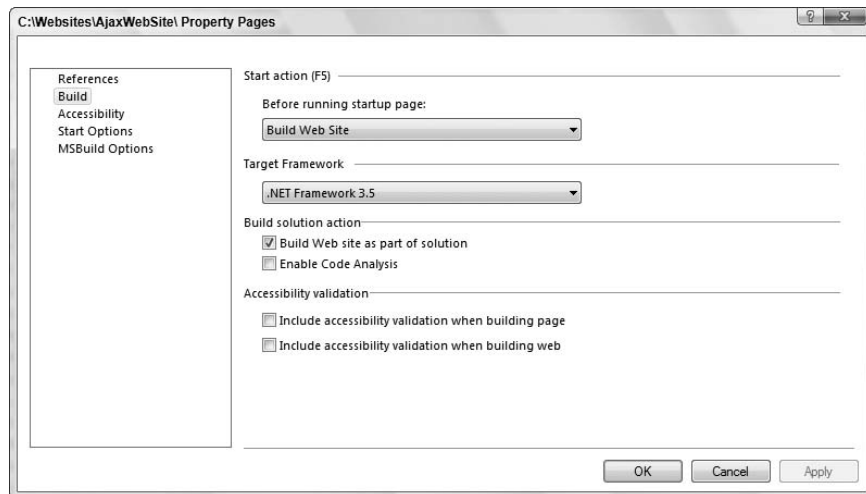 C:\Websites\AjaxWebSite\ Property Pages
References
Build
Accessibility
Start Options
MSBuild Options
Start action (F5)
Before running startup page:
Build Web Site
Target Framework
.NET Framework 3.5
Build solution action
Build Web site as part of solution
Enable Code Analysis
Accessibility validation
Include accessibility validation when building page
Include accessibility validation when building web
OK Cancel Apply